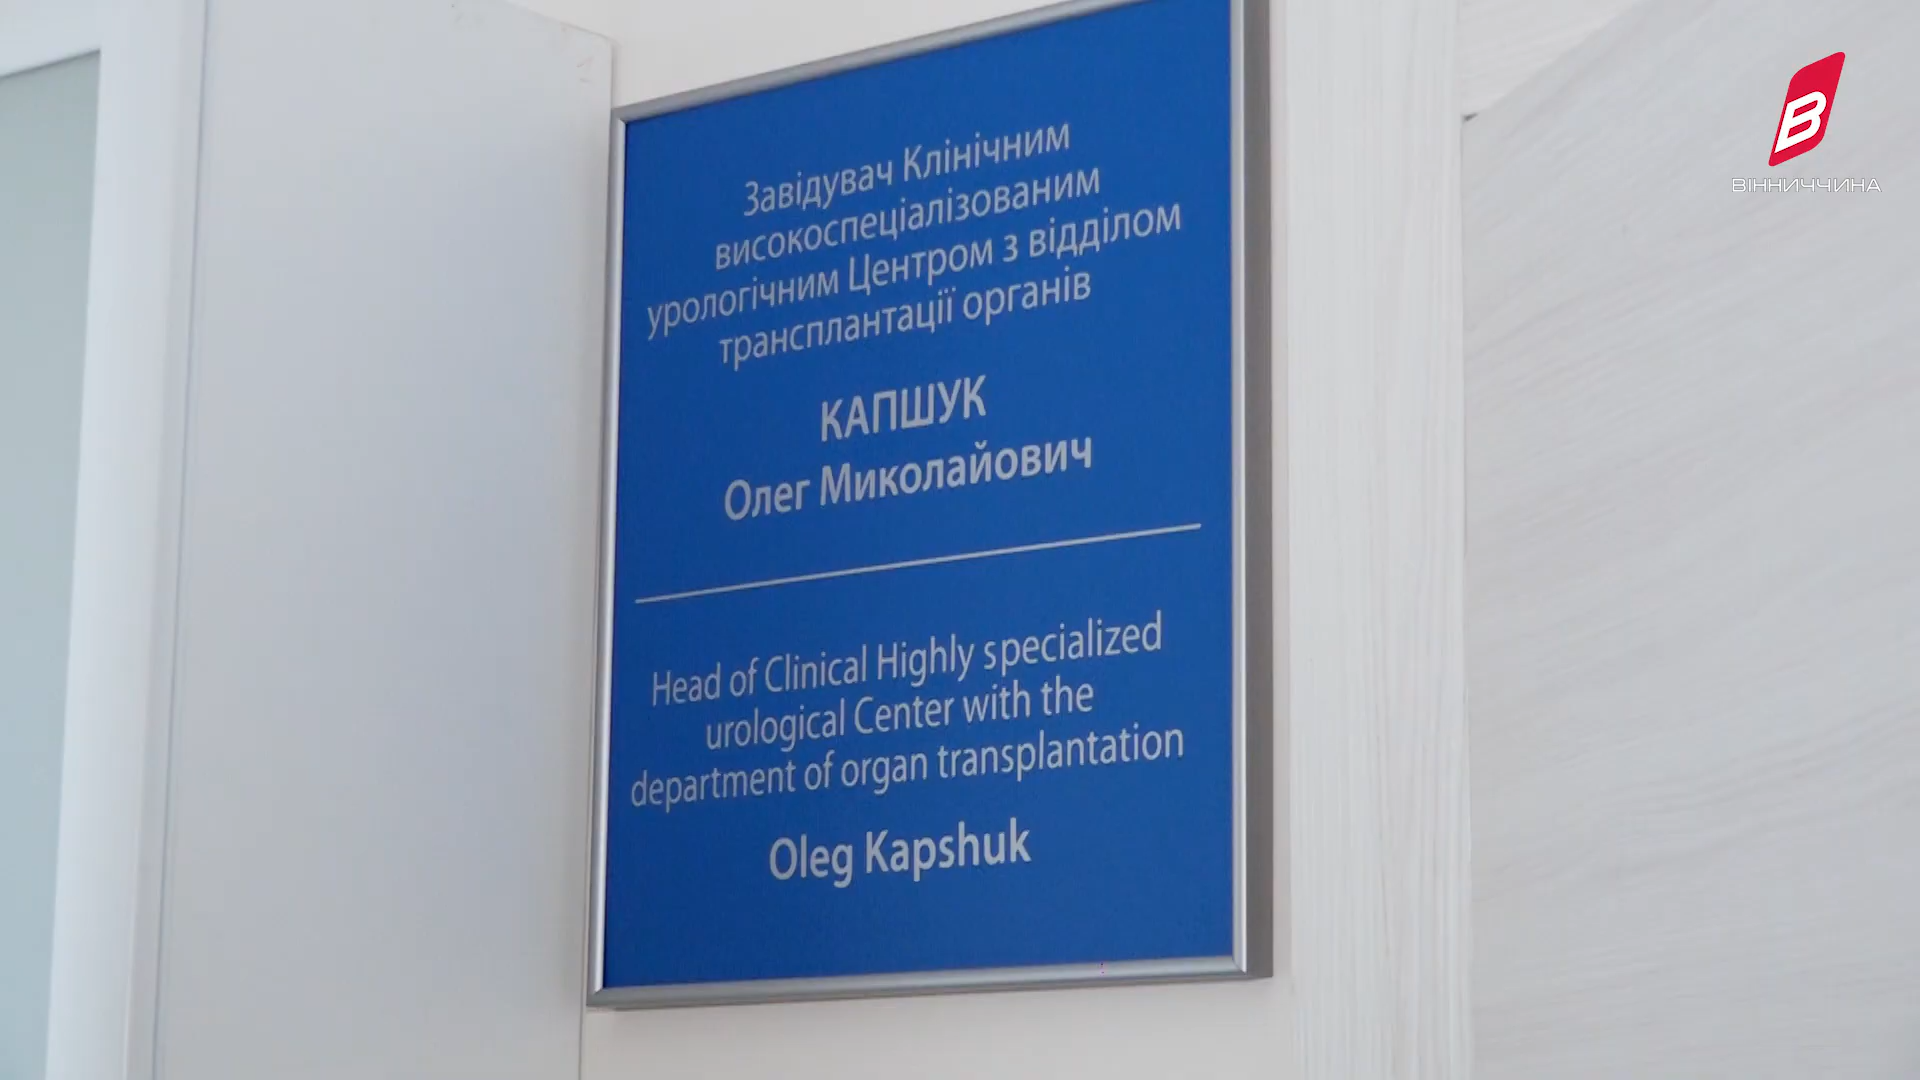 Завідувач Клінічним
високоспеціалізованим
урологічним Центром з відділом
трансплантації органів
КАПШУК
Олег Миколайович
Head of Clinical Highly specialized
urological Center with the
department of organ transplantation
Oleg Kapshuk
В
ВІННИЧЧИНА